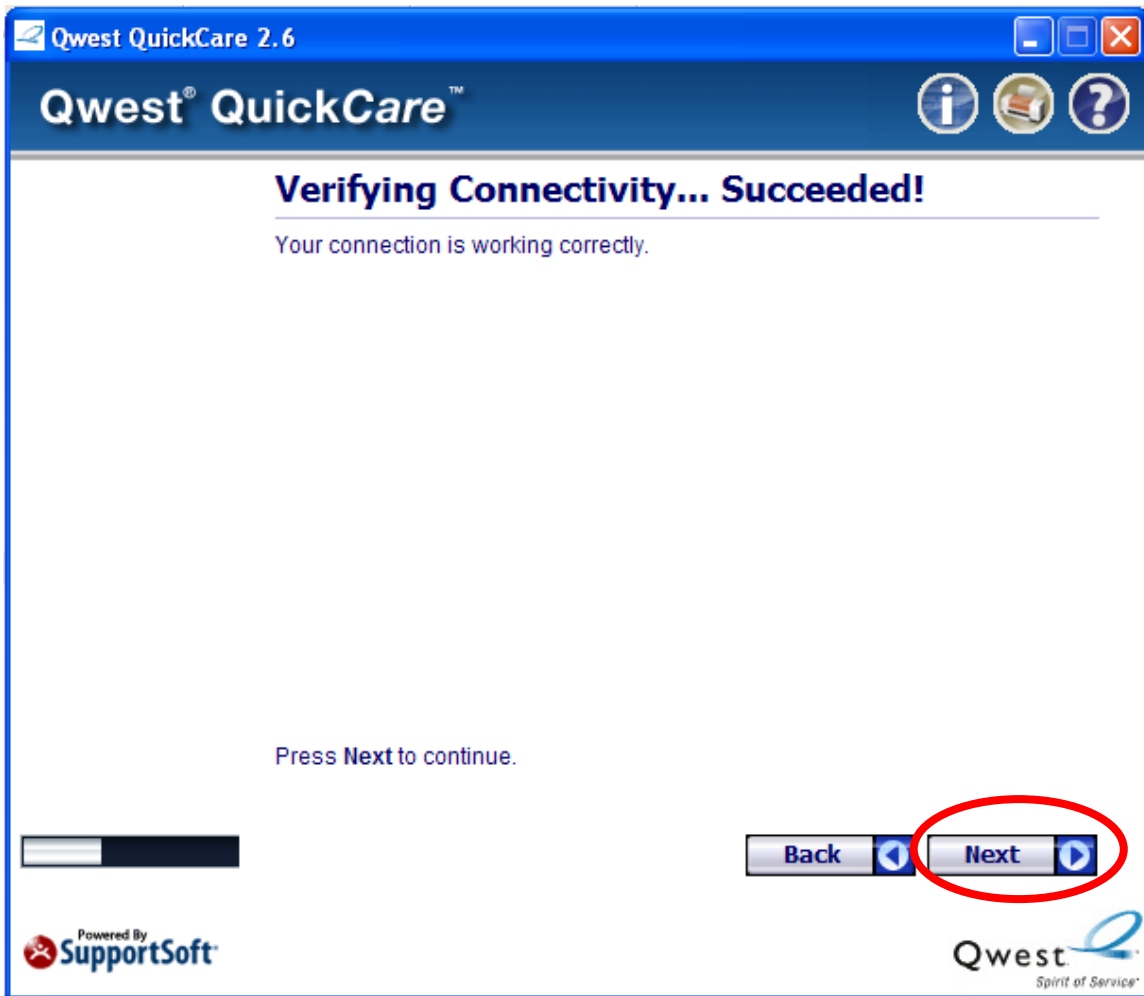 Qwest QuickCare 2.6
Qwest® QuickCare™
Verifying Connectivity... Succeeded!
Your connection is working correctly.
Press Next to continue.
Back
Next
Powered By
SupportSoft
Qwest
Spirit of Service